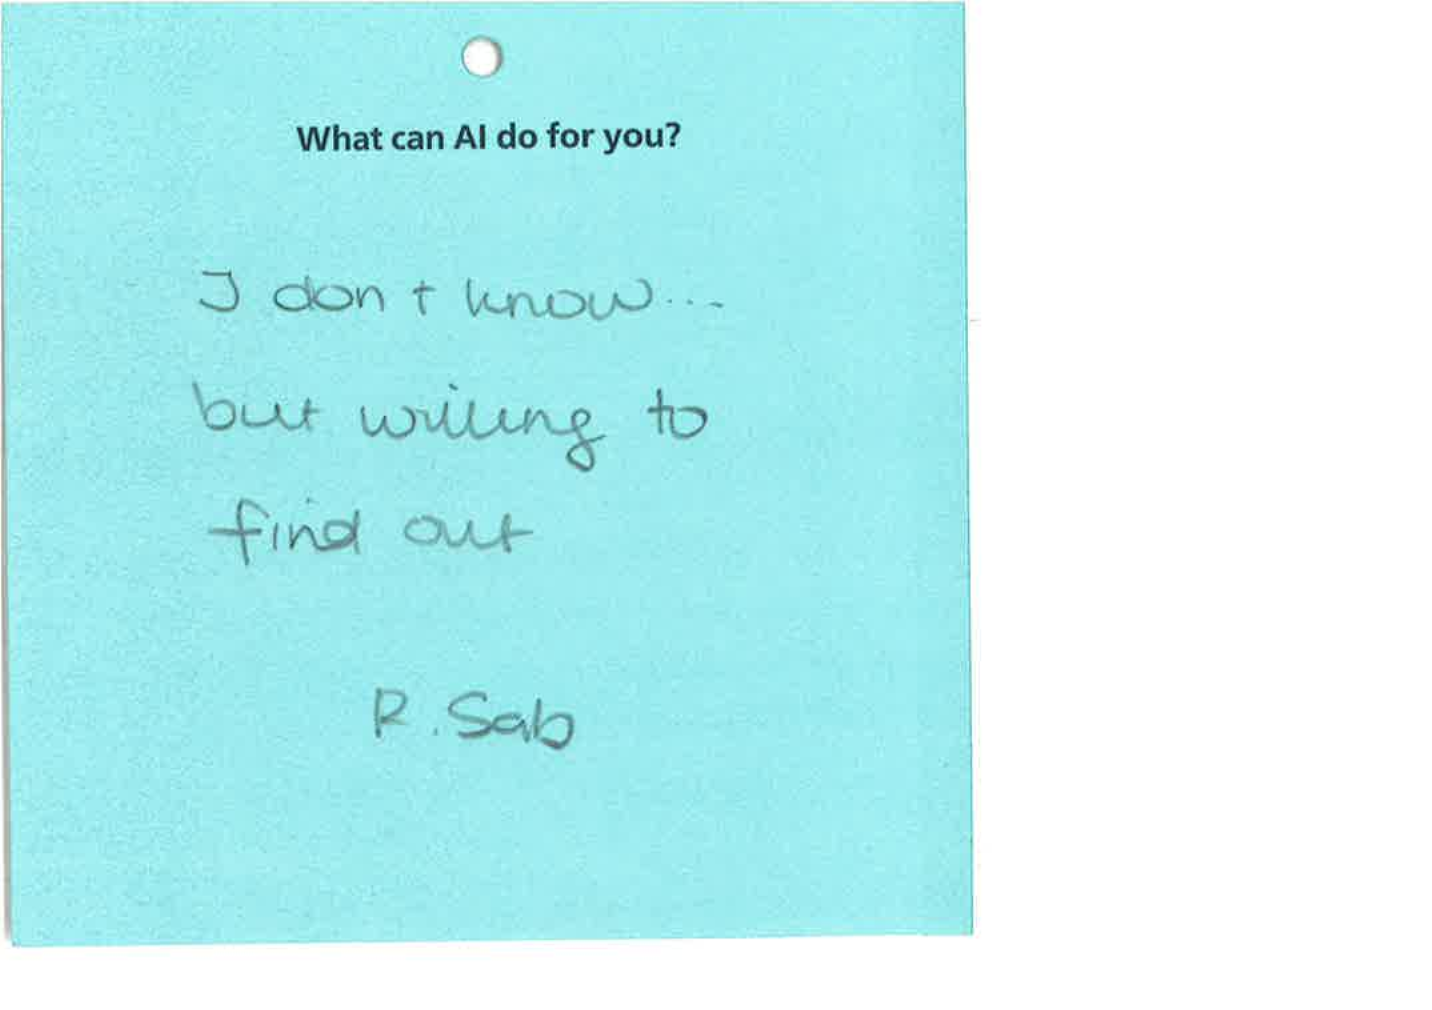 What can AI do for you?
I don t know...
but willing to
find out
R. Sab